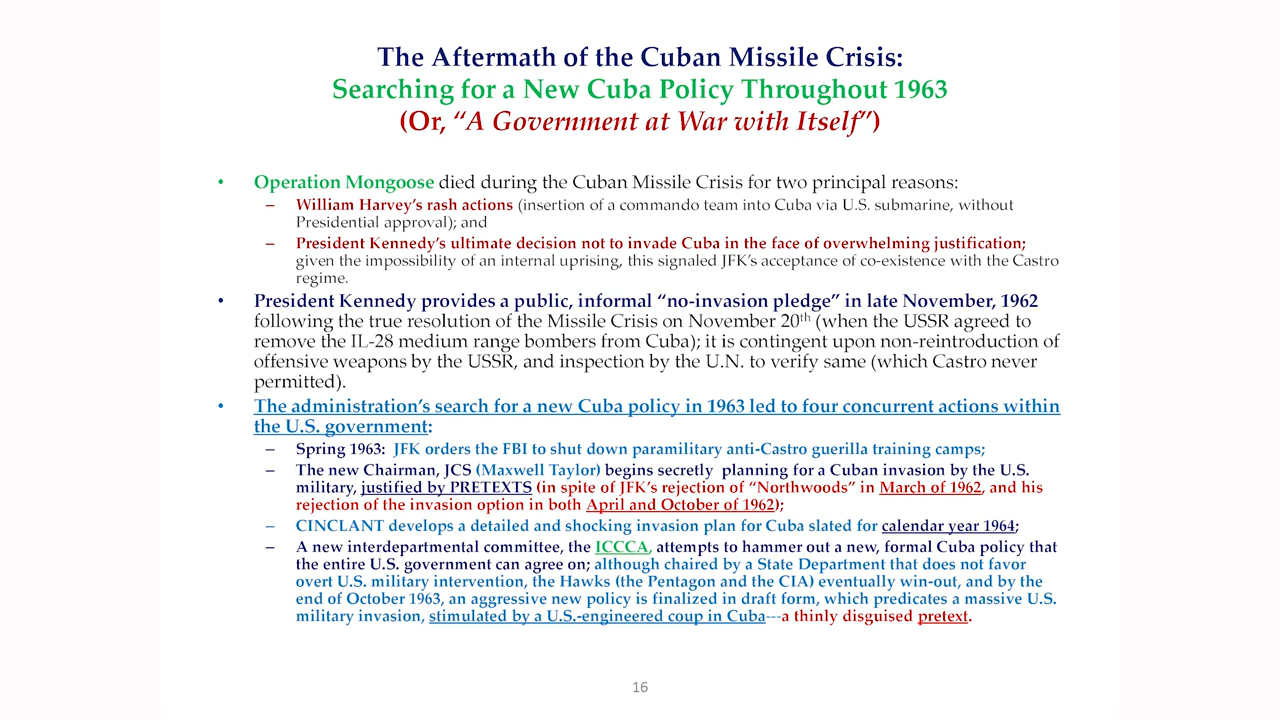 The Aftermath of the Cuban Missile Crisis:
Searching for a New Cuba Policy Throughout 1963
(Or, “A Government at War with Itself”)
• Operation Mongoose died during the Cuban Missile Crisis for two principal reasons:
– William Harvey’s rash actions (insertion of a commando team into Cuba via U.S. submarine, without
Presidential approval); and
– President Kennedy’s ultimate decision not to invade Cuba in the face of overwhelming justification;
given the impossibility of an internal uprising, this signaled JFK’s acceptance of co-existence with the Castro
regime.
• President Kennedy provides a public, informal “no-invasion pledge” in late November, 1962
following the true resolution of the Missile Crisis on November 20th (when the USSR agreed to
remove the IL-28 medium range bombers from Cuba); it is contingent upon non-reintroduction of
offensive weapons by the USSR, and inspection by the U.N. to verify same (which Castro never
permitted).
• The administration’s search for a new Cuba policy in 1963 led to four concurrent actions within
the U.S. government:
– Spring 1963: JFK orders the FBI to shut down paramilitary anti-Castro guerilla training camps;
– The new Chairman, JCS (Maxwell Taylor) begins secretly planning for a Cuban invasion by the U.S.
military, justified by PRETEXTS (in spite of JFK’s rejection of “Northwoods” in March of 1962, and his
rejection of the invasion option in both April and October of 1962);
– CINCLANT develops a detailed and shocking invasion plan for Cuba slated for calendar year 1964;
– A new interdepartmental committee, the ICCCA, attempts to hammer out a new, formal Cuba policy that
the entire U.S. government can agree on; although chaired by a State Department that does not favor
overt U.S. military intervention, the Hawks (the Pentagon and the CIA) eventually win-out, and by the
end of October 1963, an aggressive new policy is finalized in draft form, which predicates a massive U.S.
military invasion, stimulated by a U.S.-engineered coup in Cuba---a thinly disguised pretext.
16